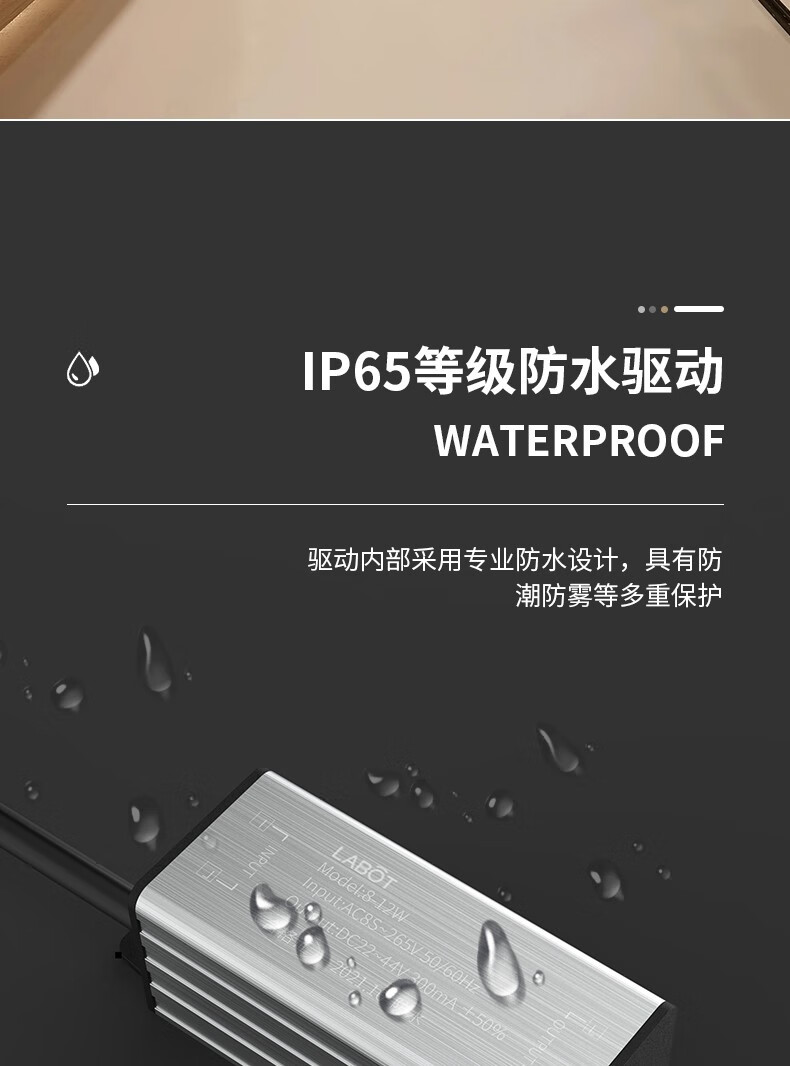 IP65等级防水驱动
WATERPROOF
驱动内部采用专业防水设计，具有防
潮防雾等多重保护
LABOT
Model:8-12W
INPUT
Input:AC85~265V 50/60Hz
DC22~44V 300mA ±50%
OUTPUT